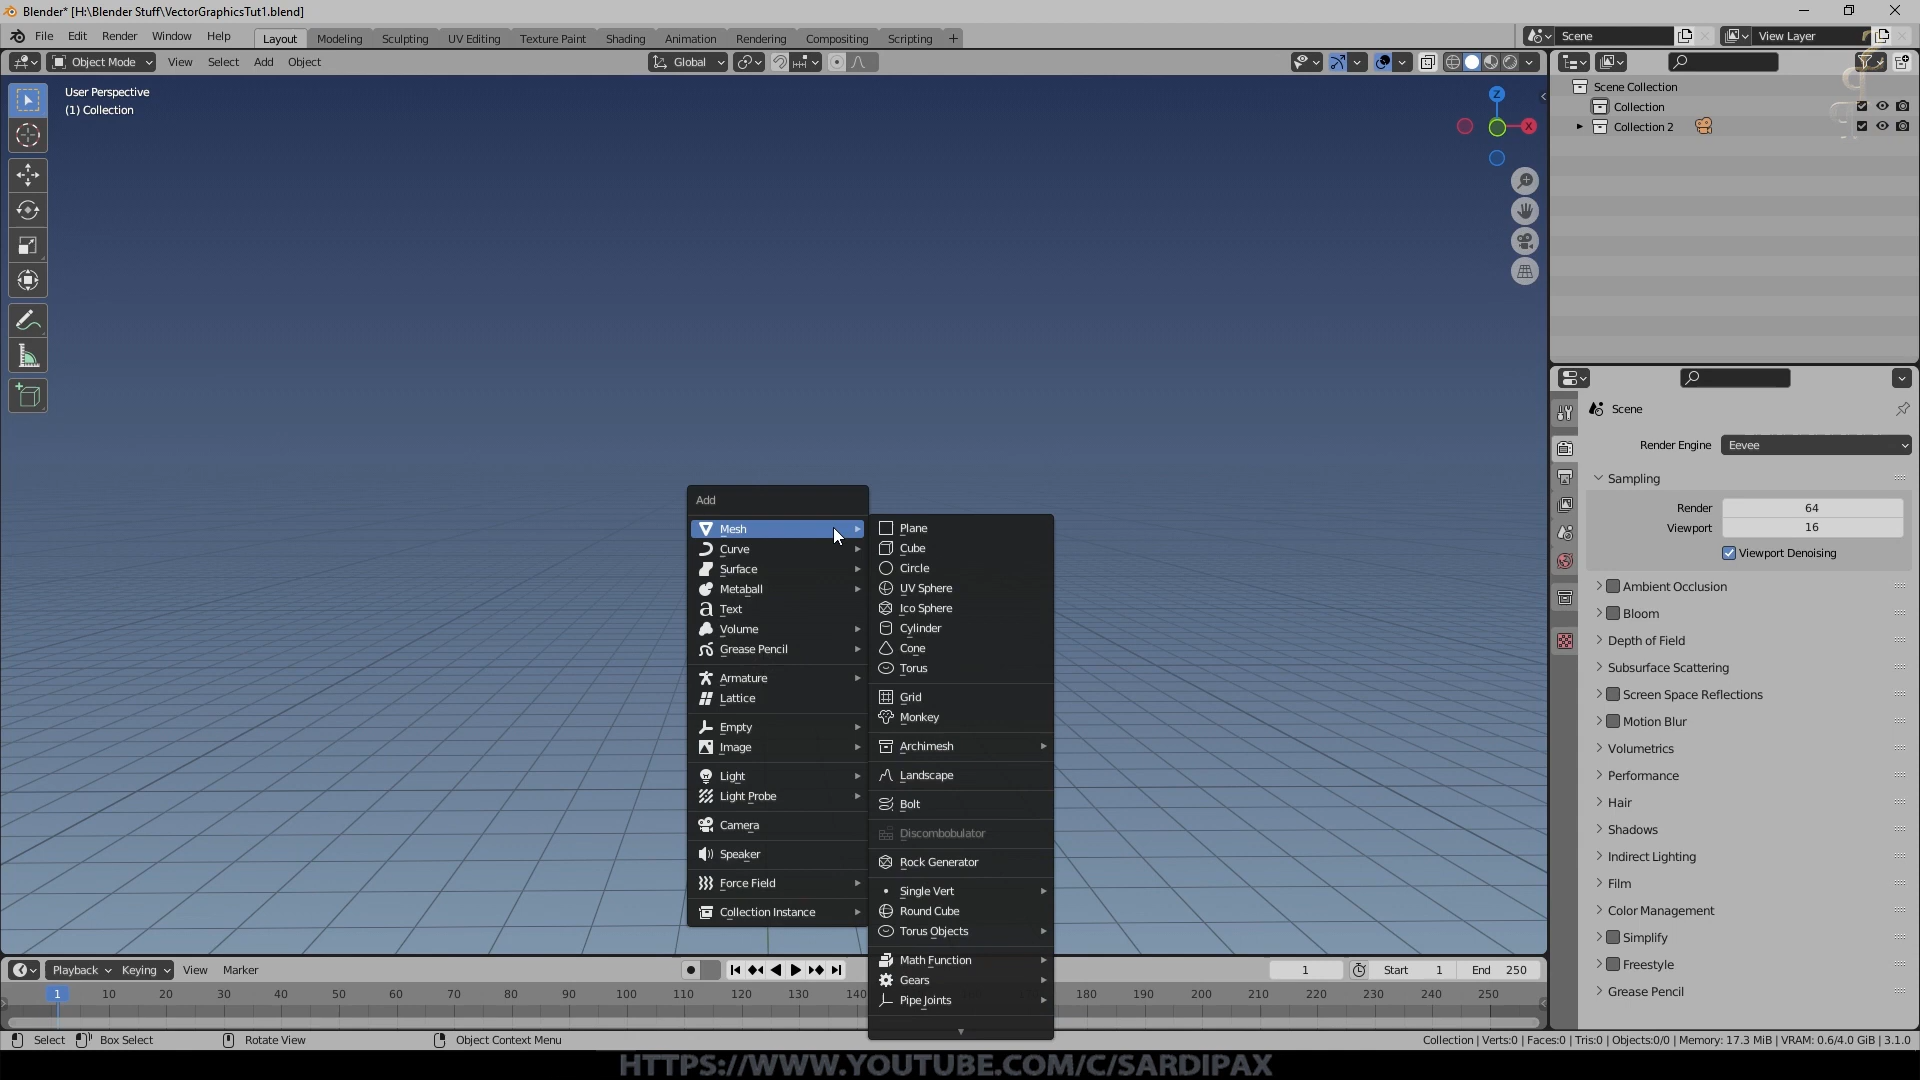 Blender* [H:\Blender Stuff\VectorGraphicsTut1.blend]
File Edit Render Window Help Layout Modeling Sculpting UV Editing Texture Paint Shading Animation Rendering Compositing Scripting + Scene View Layer
Object Mode View Select Add Object Global
User Perspective
(1) Collection
Z
X
Scene Collection
Collection
Collection 2
Scene
Render Engine Eevee
Sampling
Render 64
Viewport 16
Viewport Denoising
Ambient Occlusion
Bloom
Depth of Field
Subsurface Scattering
Screen Space Reflections
Motion Blur
Volumetrics
Performance
Hair
Shadows
Indirect Lighting
Film
Color Management
Simplify
Freestyle
Grease Pencil
Add
Mesh
Curve
Surface
Metaball
Text
Volume
Grease Pencil
Armature
Lattice
Empty
Image
Light
Light Probe
Camera
Speaker
Force Field
Collection Instance
Plane
Cube
Circle
UV Sphere
Ico Sphere
Cylinder
Cone
Torus
Grid
Monkey
Archimesh
Landscape
Bolt
Discombobulator
Rock Generator
Single Vert
Round Cube
Torus Objects
Math Function
Gears
Pipe Joints
Playback Keying View Marker 1 Start 1 End 250
1 10 20 30 40 50 60 70 80 90 100 110 120 130 140 180 190 200 210 220 230 240 250
Select Box Select Rotate View Object Context Menu Collection | Verts:0 | Faces:0 | Tris:0 | Objects:0/0 | Memory: 17.3 MiB | VRAM: 0.6/4.0 GiB | 3.1.0
HTTPS://WWW.YOUTUBE.COM/C/SARDIPAX